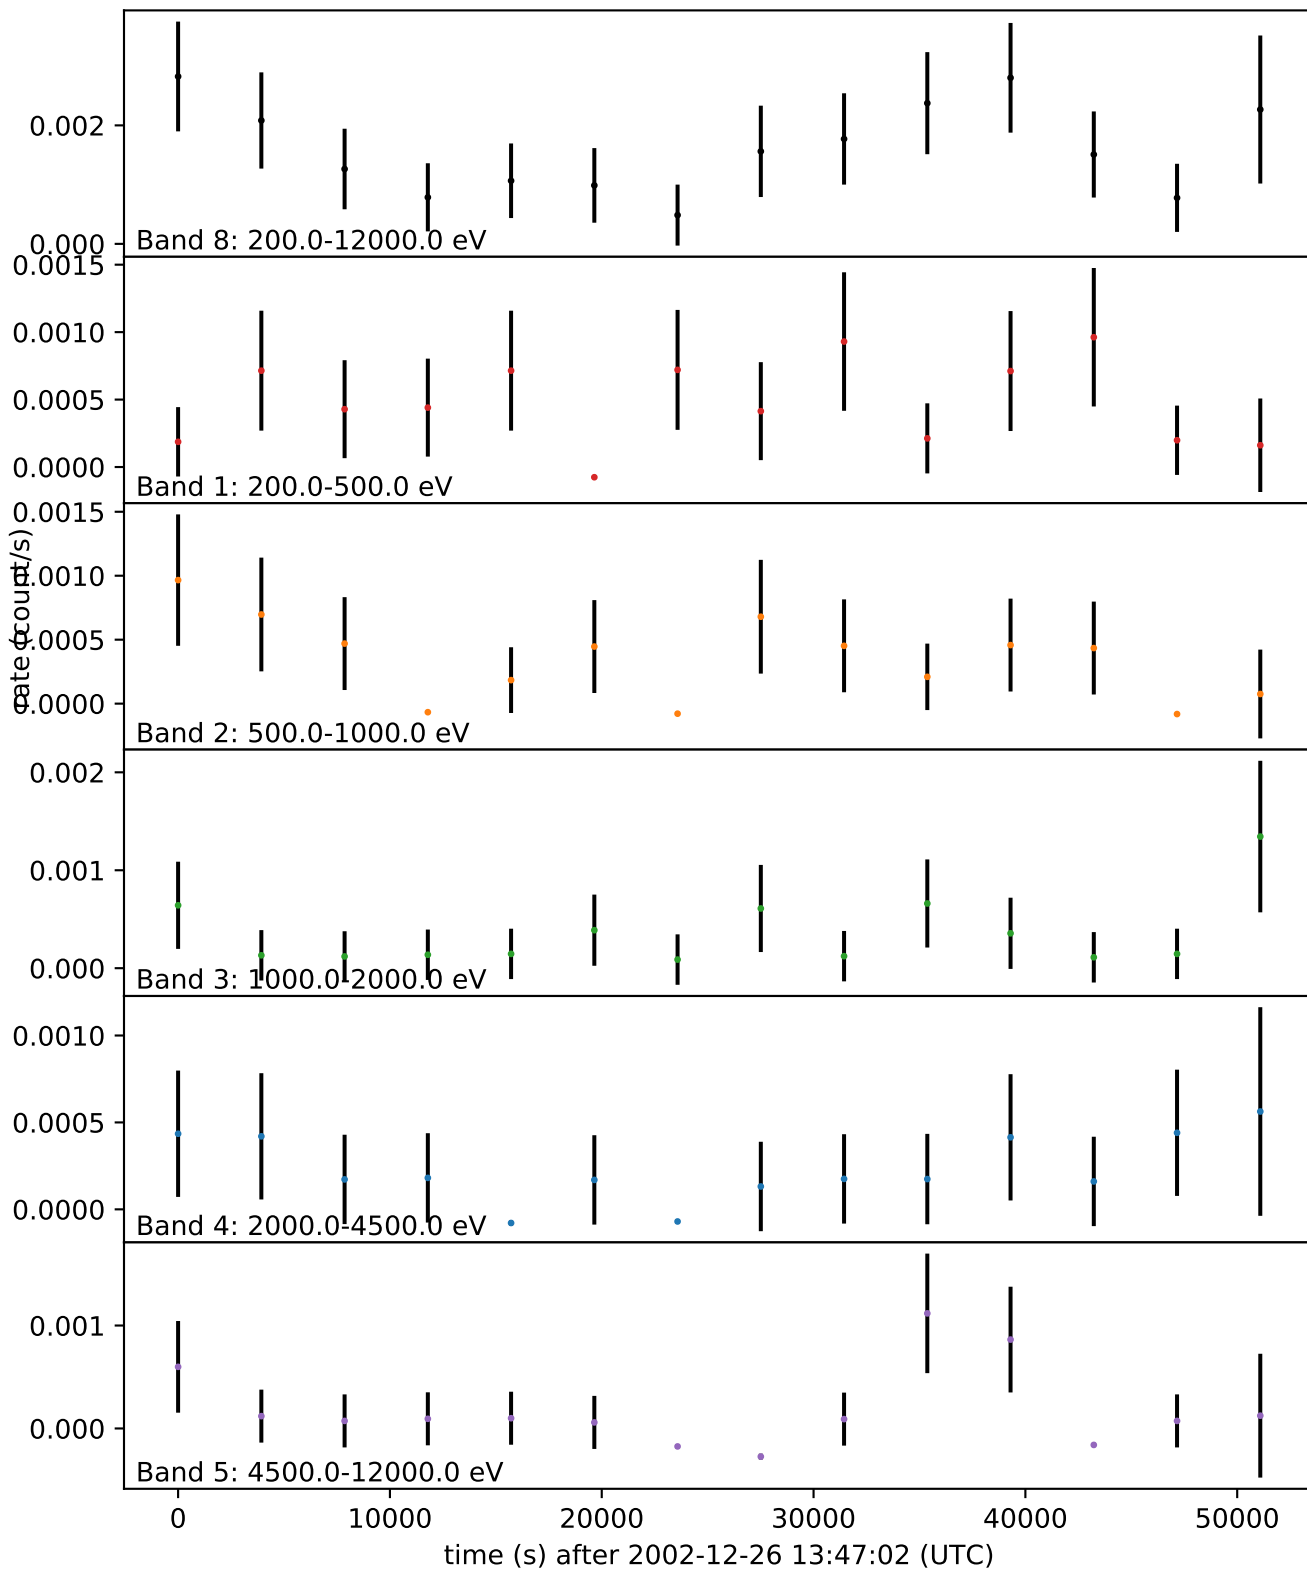 0.002
0.000
Band 8: 200.0-12000.0 eV
0.0015
0.0010
0.0005
0.0000
Band 1: 200.0-500.0 eV
0.0015
0.0010
0.0005
0.0000
rate (count/s)
Band 2: 500.0-1000.0 eV
0.002
0.001
0.000
Band 3: 1000.0-2000.0 eV
0.0010
0.0005
0.0000
Band 4: 2000.0-4500.0 eV
0.001
0.000
Band 5: 4500.0-12000.0 eV
0 10000 20000 30000 40000 50000
time (s) after 2002-12-26 13:47:02 (UTC)